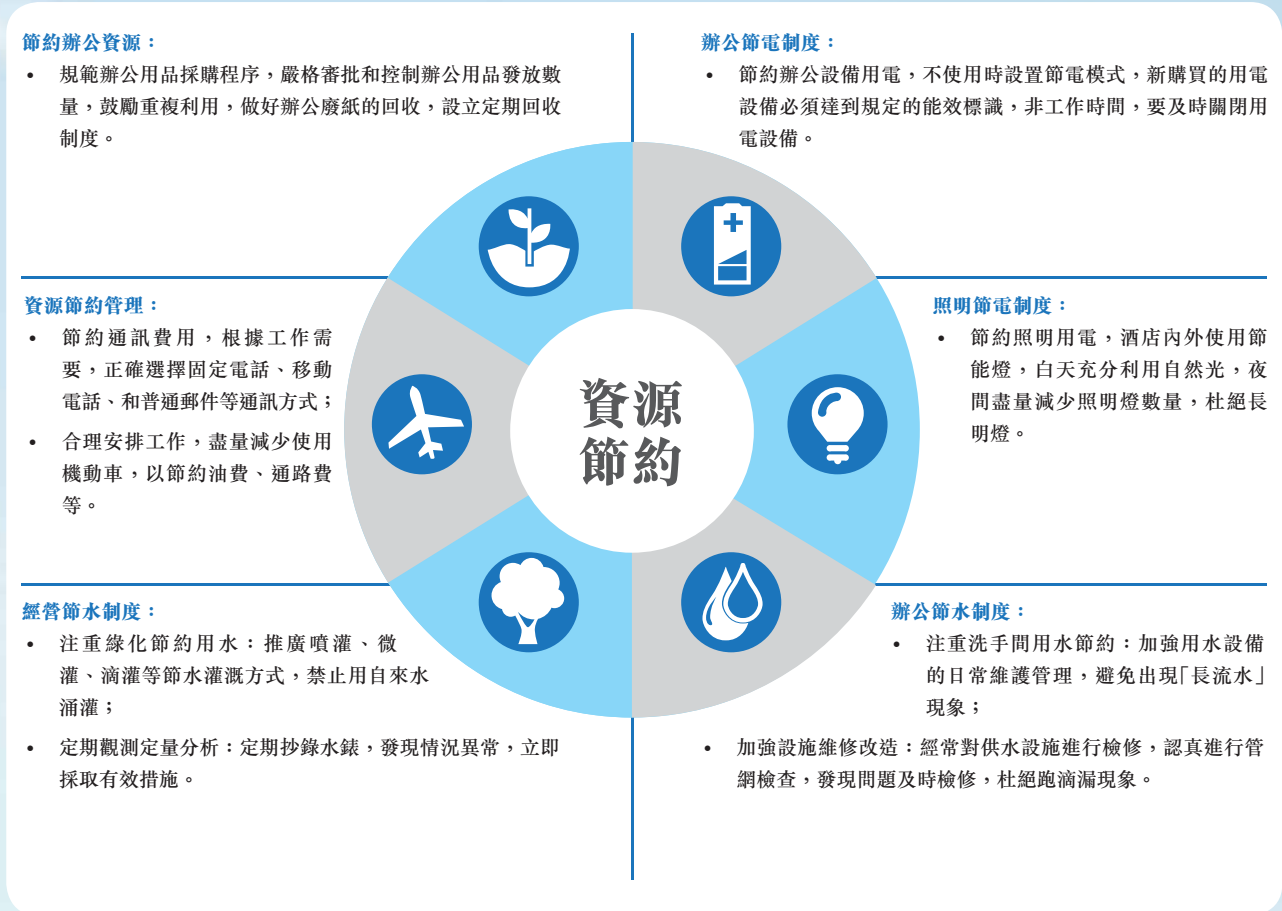 節約辦公資源：
• 規範辦公用品採購程序，嚴格審批和控制辦公用品發放數
量，鼓勵重複利用，做好辦公廢紙的回收，設立定期回收
制度。
辦公節電制度：
• 節約辦公設備用電，不使用時設置節電模式，新購買的用電
設備必須達到規定的能效標識，非工作時間，要及時關閉用
電設備。
資源節約管理：
• 節約通訊費用，根據工作需
要，正確選擇固定電話、移動
電話、和普通郵件等通訊方式；
• 合理安排工作，盡量減少使用
機動車，以節約油費、通路費
等。
資源
節約
照明節電制度：
• 節約照明用電，酒店內外使用節
能燈，白天充分利用自然光，夜
間盡量減少照明燈數量，杜絕長
明燈。
經營節水制度：
• 注重綠化節約用水：推廣噴灌、微
灌、滴灌等節水灌溉方式，禁止用自來水
涌灌；
• 定期觀測定量分析：定期抄錄水錶，發現情況異常，立即
採取有效措施。
辦公節水制度：
• 注重洗手間用水節約：加強用水設備
的日常維護管理，避免出現「長流水」
現象；
• 加強設施維修改造：經常對供水設施進行檢修，認真進行管
網檢查，發現問題及時檢修，杜絕跑滴漏現象。